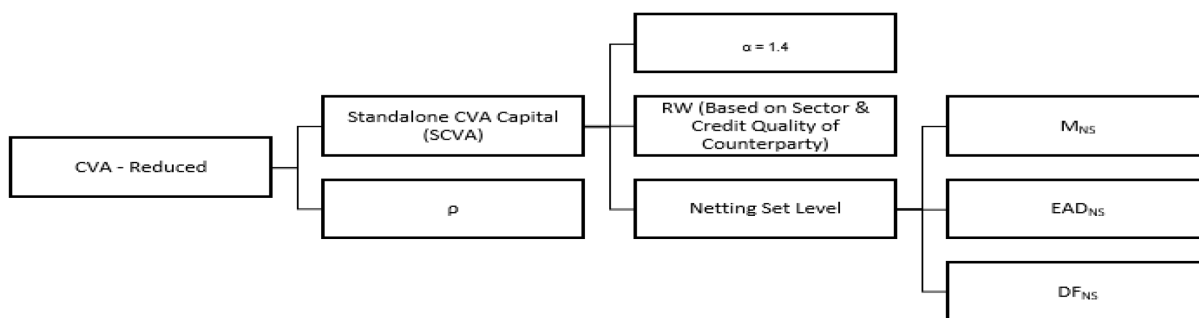 CVA - Reduced
Standalone CVA Capital
(SCVA)
ρ
α = 1.4
RW (Based on Sector &
Credit Quality of
Counterparty)
Netting Set Level
MNS
EADNS
DFNS